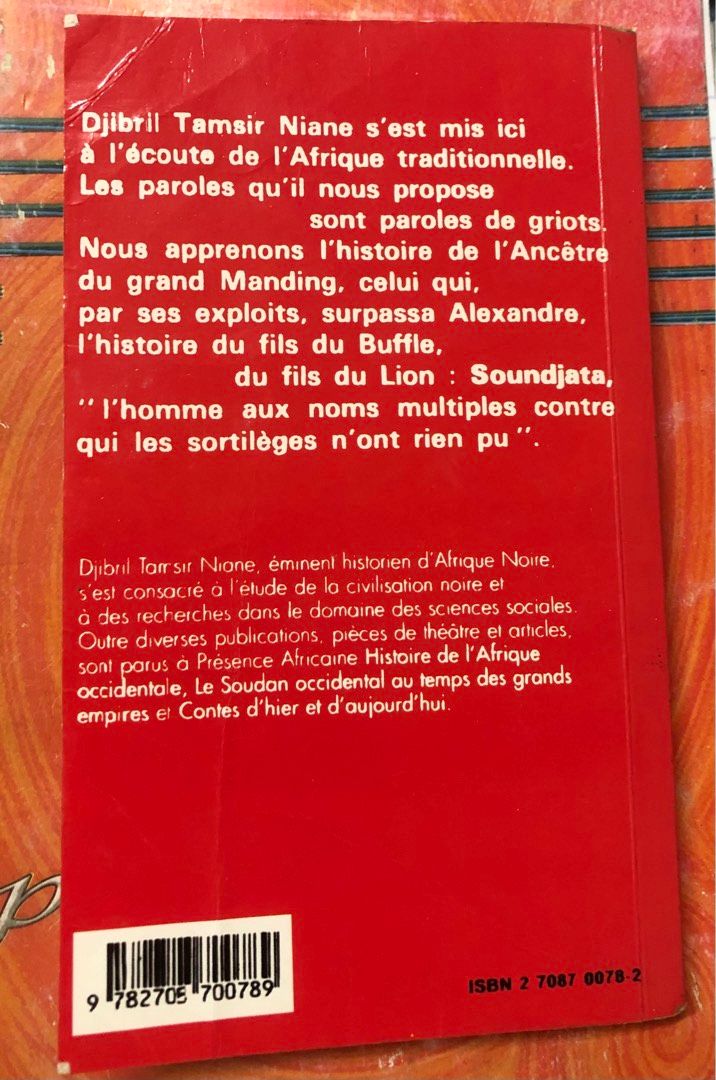 Djibril Tamsir Niane s'est mis ici
à l'écoute de l'Afrique traditionnelle.
Les paroles qu'il nous propose
sont paroles de griots.
Nous apprenons l'histoire de l'Ancêtre
du grand Manding, celui qui,
par ses exploits, surpassa Alexandre,
l'histoire du fils du Buffle,
du fils du Lion : Soundjata,
"l'homme aux noms multiples contre
qui les sortilèges n'ont rien pu".
Djibril Tamsir Niane, éminent historien d'Afrique Noire,
s'est consacré à l'étude de la civilisation noire et
à des recherches dans le domaine des sciences sociales.
Outre diverses publications, pièces de théâtre et articles,
sont parus à Présence Africaine Histoire de l'Afrique
occidentale, Le Soudan occidental au temps des grands
empires et Contes d'hier et d'aujourd'hui.
9 782708 700789
ISBN 2 7087 0078-2
p